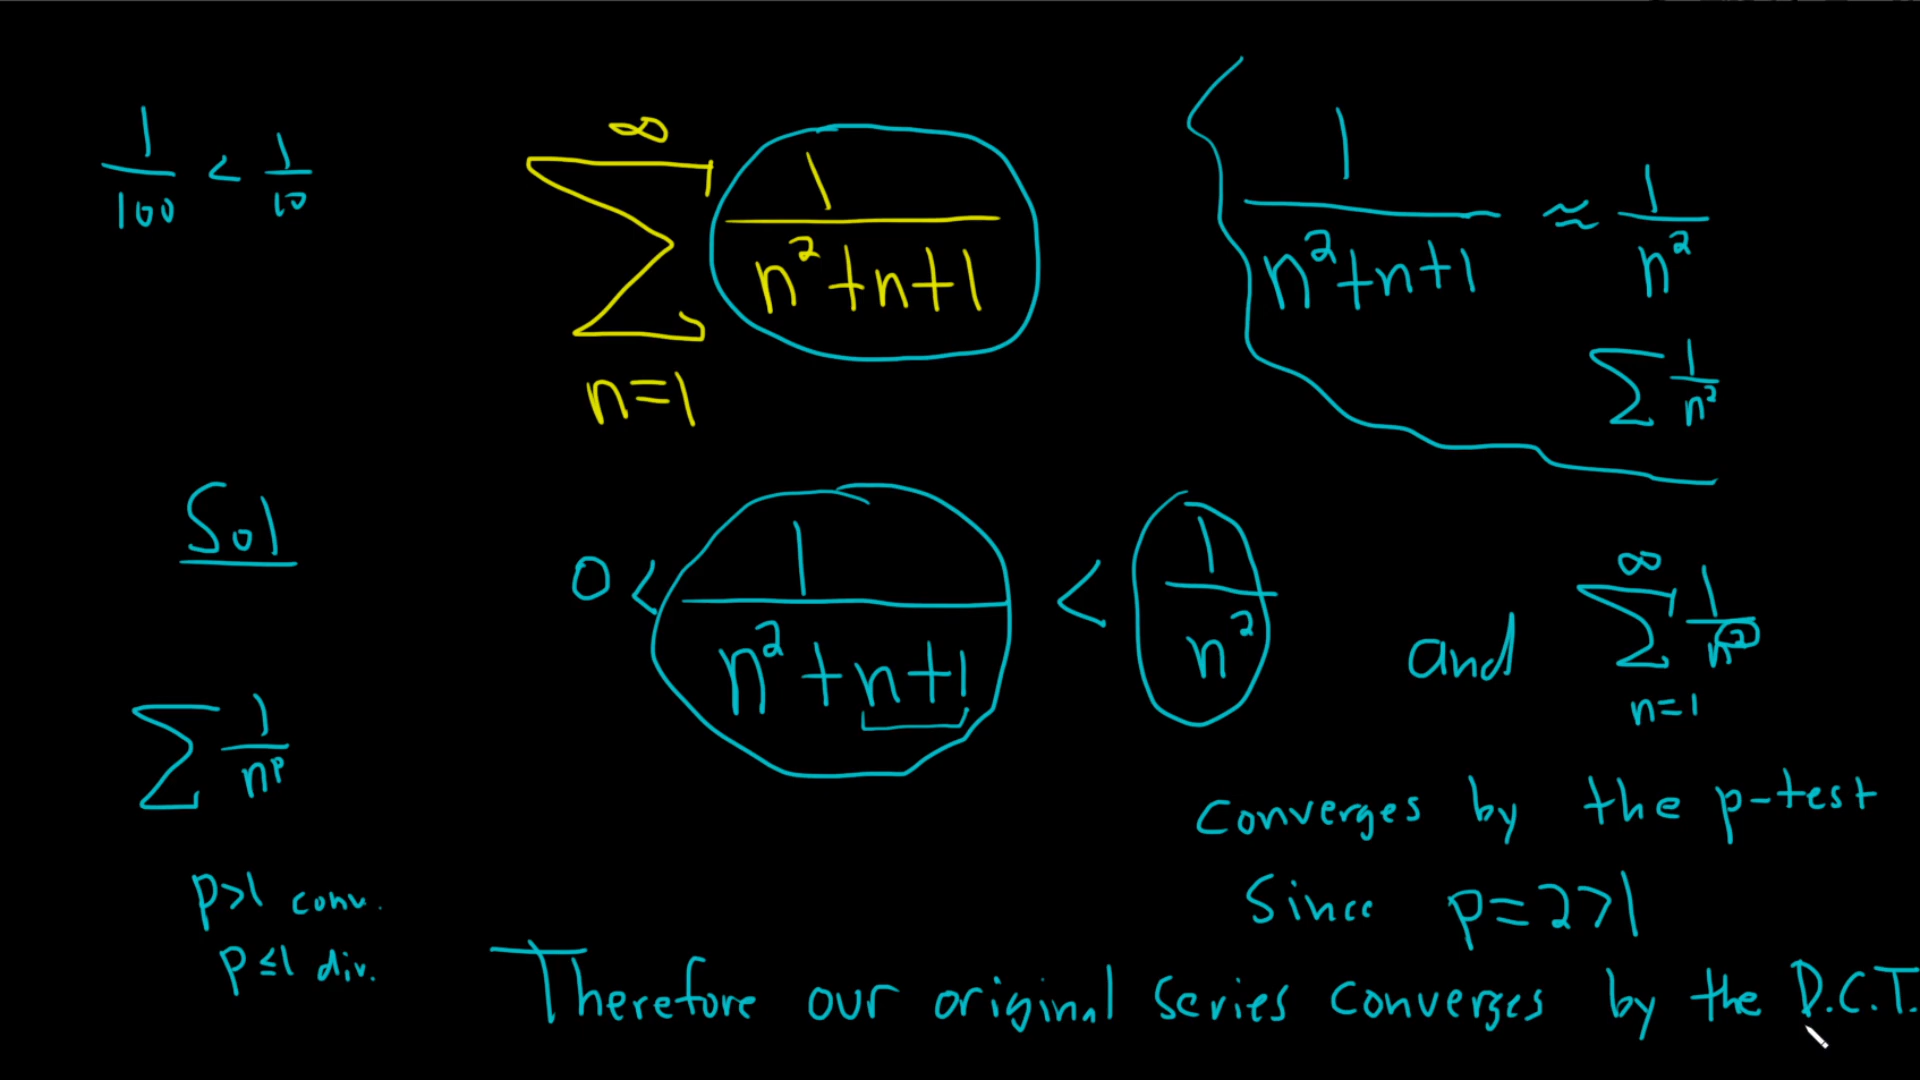 1/100 < 1/10
∞
∑ 1/(n²+n+1)
n=1
1/(n²+n+1) ≈ 1/n²
∑ 1/n²
Sol
0 < 1/(n²+n+1) < 1/n² and ∞∑n=1 1/n²
∑ 1/nᵖ
converges by the p-test
p>1 conv.
Since p=2>1
p≤1 div.
Therefore our original series converges by the D.C.T.